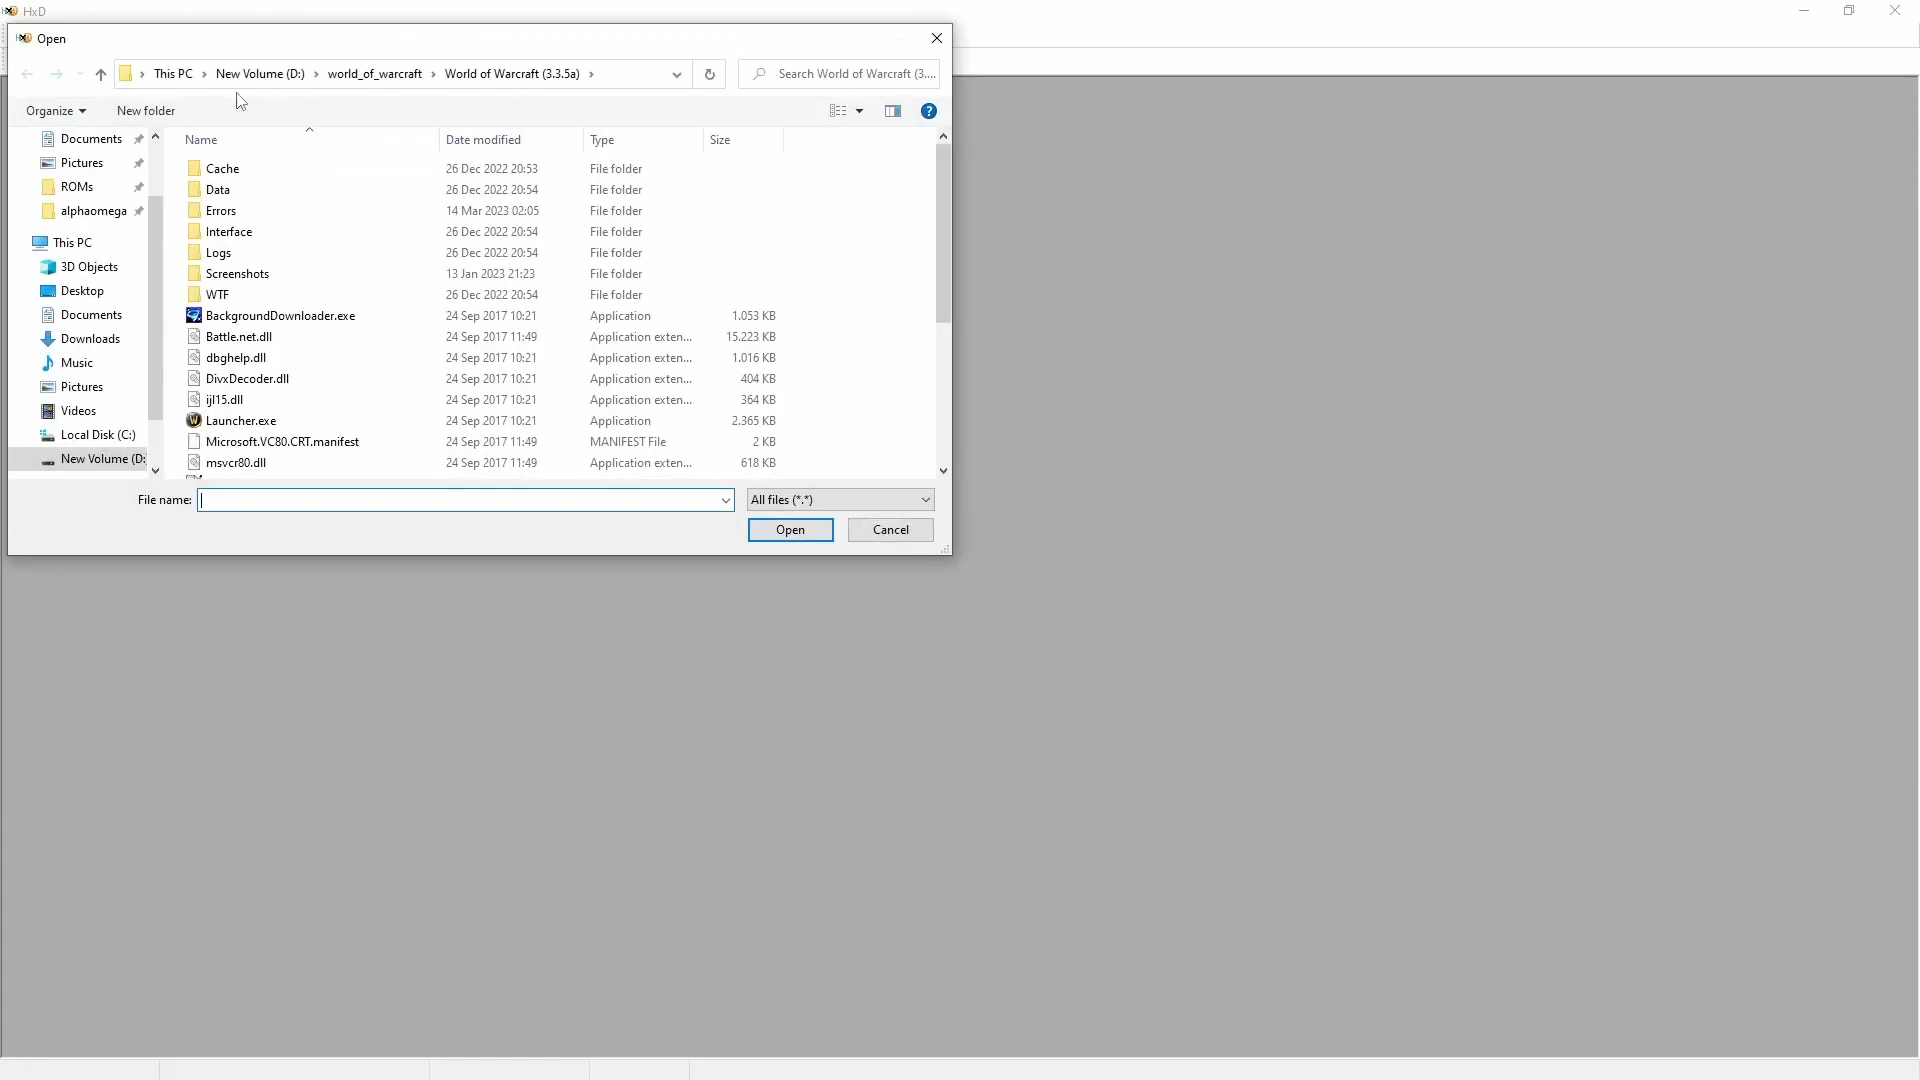 HxD
Open
This PC > New Volume (D:) > world_of_warcraft > World of Warcraft (3.3.5a) >
Search World of Warcraft (3,...
Organize
New folder
Name Date modified Type Size
Documents
Pictures
ROMs
alphaomega
This PC
3D Objects
Desktop
Documents
Downloads
Music
Pictures
Videos
Local Disk (C:)
New Volume (D:
Cache 26 Dec 2022 20:53 File folder
Data 26 Dec 2022 20:54 File folder
Errors 14 Mar 2023 02:05 File folder
Interface 26 Dec 2022 20:54 File folder
Logs 26 Dec 2022 20:54 File folder
Screenshots 13 Jan 2023 21:23 File folder
WTF 26 Dec 2022 20:54 File folder
BackgroundDownloader.exe 24 Sep 2017 10:21 Application 1.053 KB
Battle.net.dll 24 Sep 2017 11:49 Application exten... 15.223 KB
dbghelp.dll 24 Sep 2017 10:21 Application exten... 1.016 KB
DivxDecoder.dll 24 Sep 2017 10:21 Application exten... 404 KB
ijl15.dll 24 Sep 2017 10:21 Application exten... 364 KB
Launcher.exe 24 Sep 2017 10:21 Application 2.365 KB
Microsoft.VC80.CRT.manifest 24 Sep 2017 11:49 MANIFEST File 2 KB
msvcr80.dll 24 Sep 2017 11:49 Application exten... 618 KB
File name:
All files (*.*)
Open
Cancel